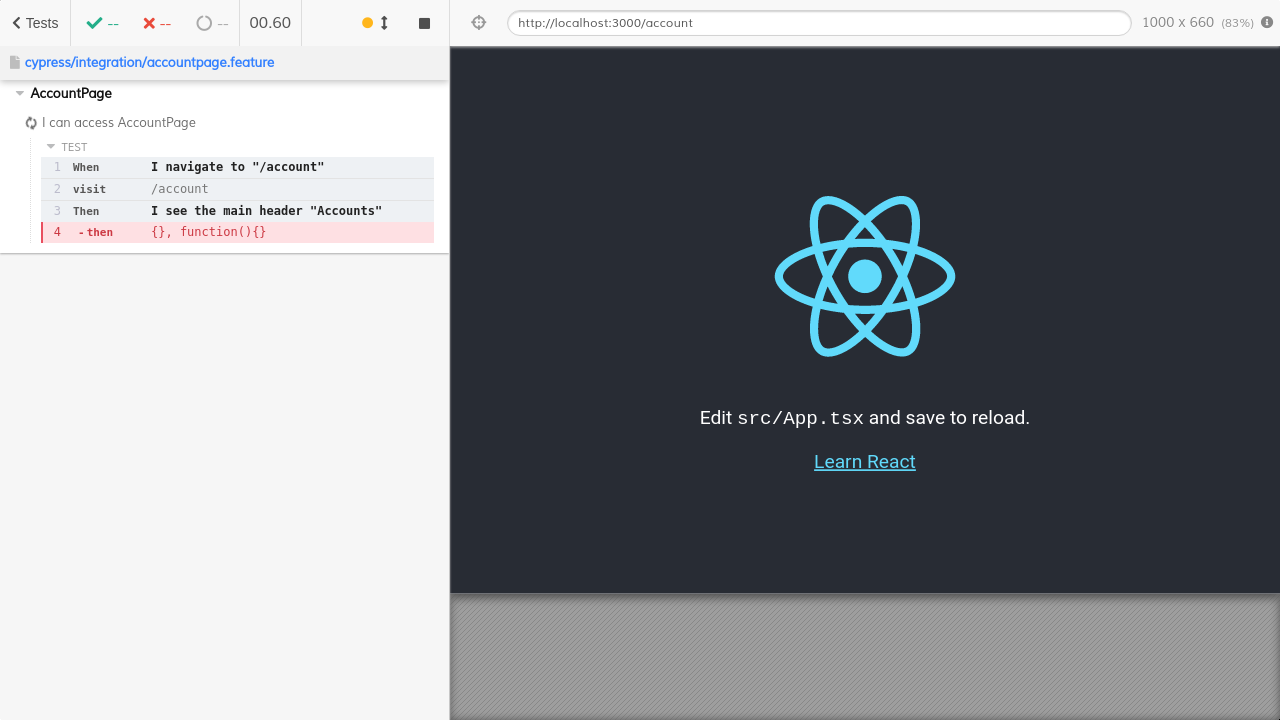 Tests -- -- -- 00.60
http://localhost:3000/account 1000 x 660 (83%)
cypress/integration/accountpage.feature
AccountPage
I can access AccountPage
TEST
1 When I navigate to "/account"
2 visit /account
3 Then I see the main header "Accounts"
4 -then {}, function(){}
Edit src/App.tsx and save to reload.
Learn React